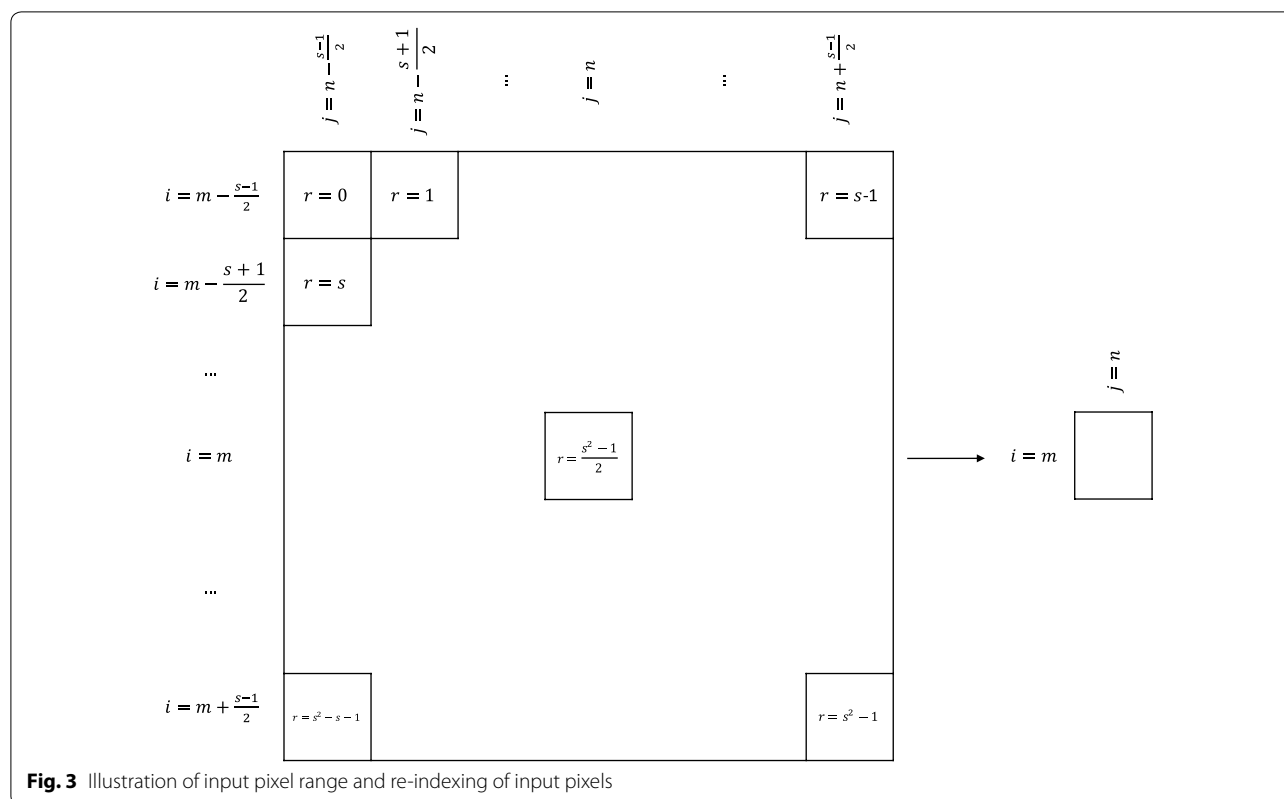 j = n − (s−1)/2
j = n − (s + 1)/2
...
j = n
...
j = n + (s−1)/2
i = m − (s−1)/2
r = 0
r = 1
r = s-1
i = m − (s + 1)/2
r = s
...
j = n
i = m
r = (s² − 1)/2
i = m
...
i = m + (s−1)/2
r = s² − s − 1
r = s² − 1
Fig. 3 Illustration of input pixel range and re-indexing of input pixels